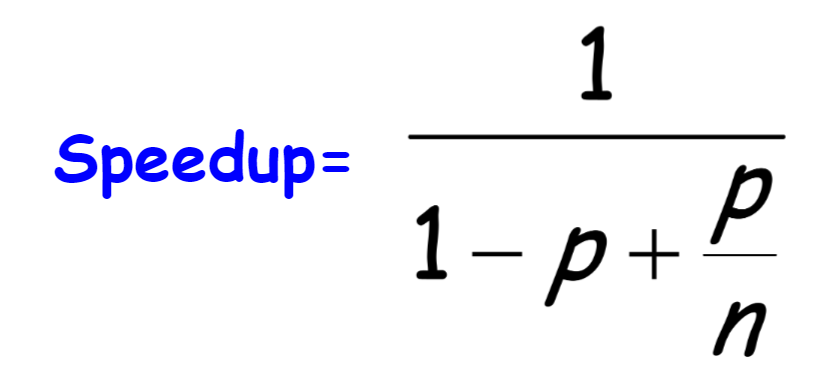 Speedup=
1
1 - p +
p
n